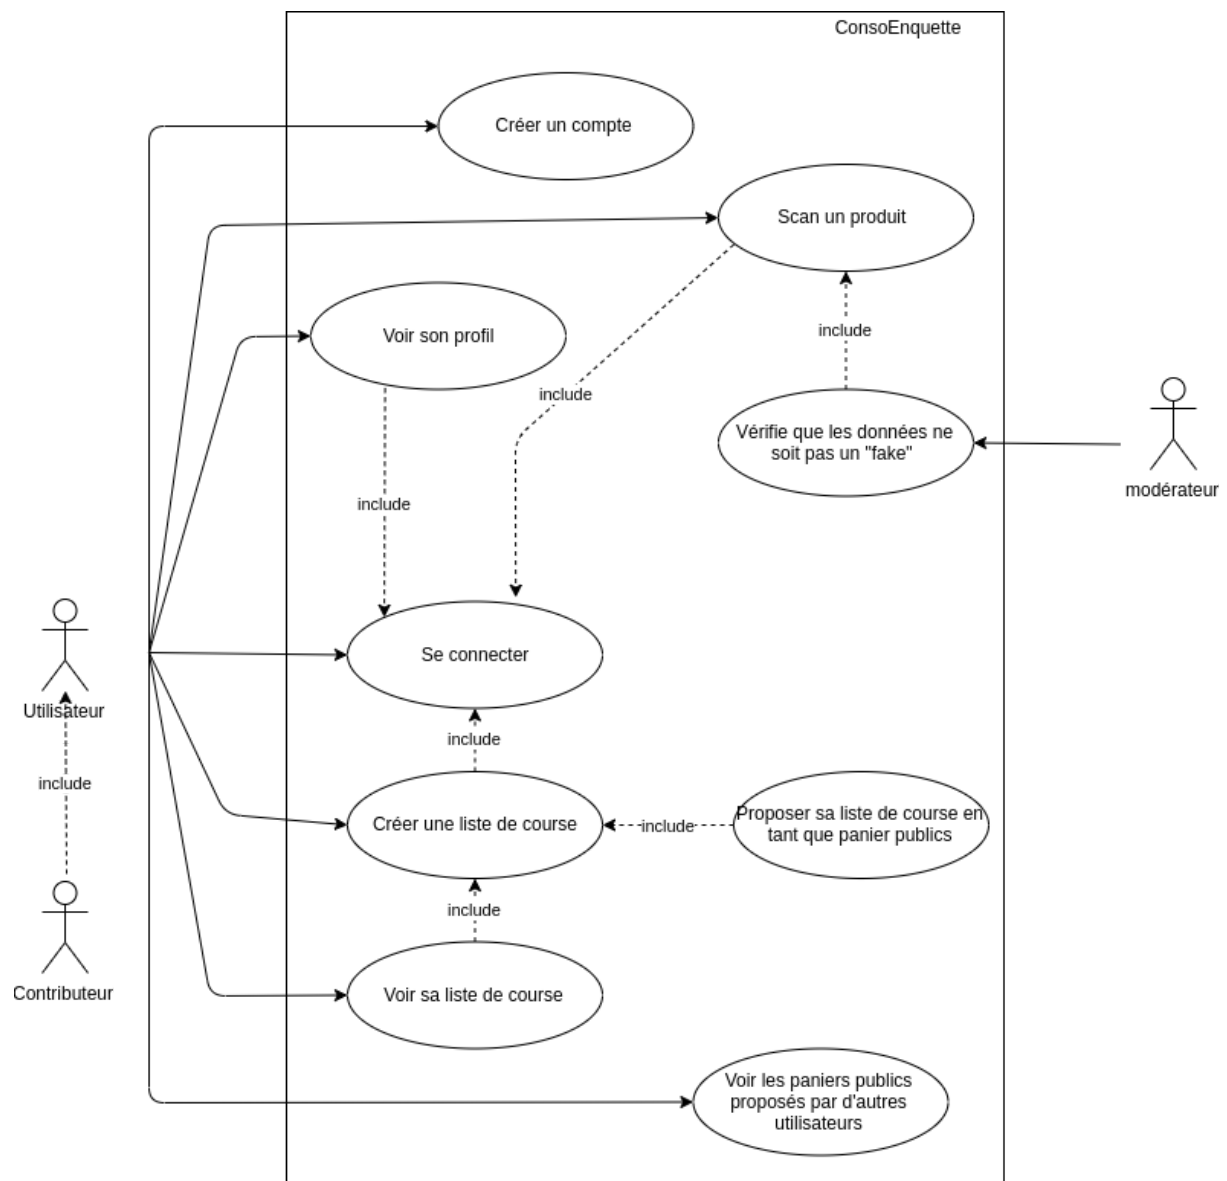 ConsoEnquette
Créer un compte
Scan un produit
include
Voir son profil
include
Vérifie que les données ne
soit pas un "fake"
modérateur
include
Se connecter
Utilisateur
include
include
Créer une liste de course
include
Proposer sa liste de course en
tant que panier publics
include
Contributeur
Voir sa liste de course
Voir les paniers publics
proposés par d'autres
utilisateurs